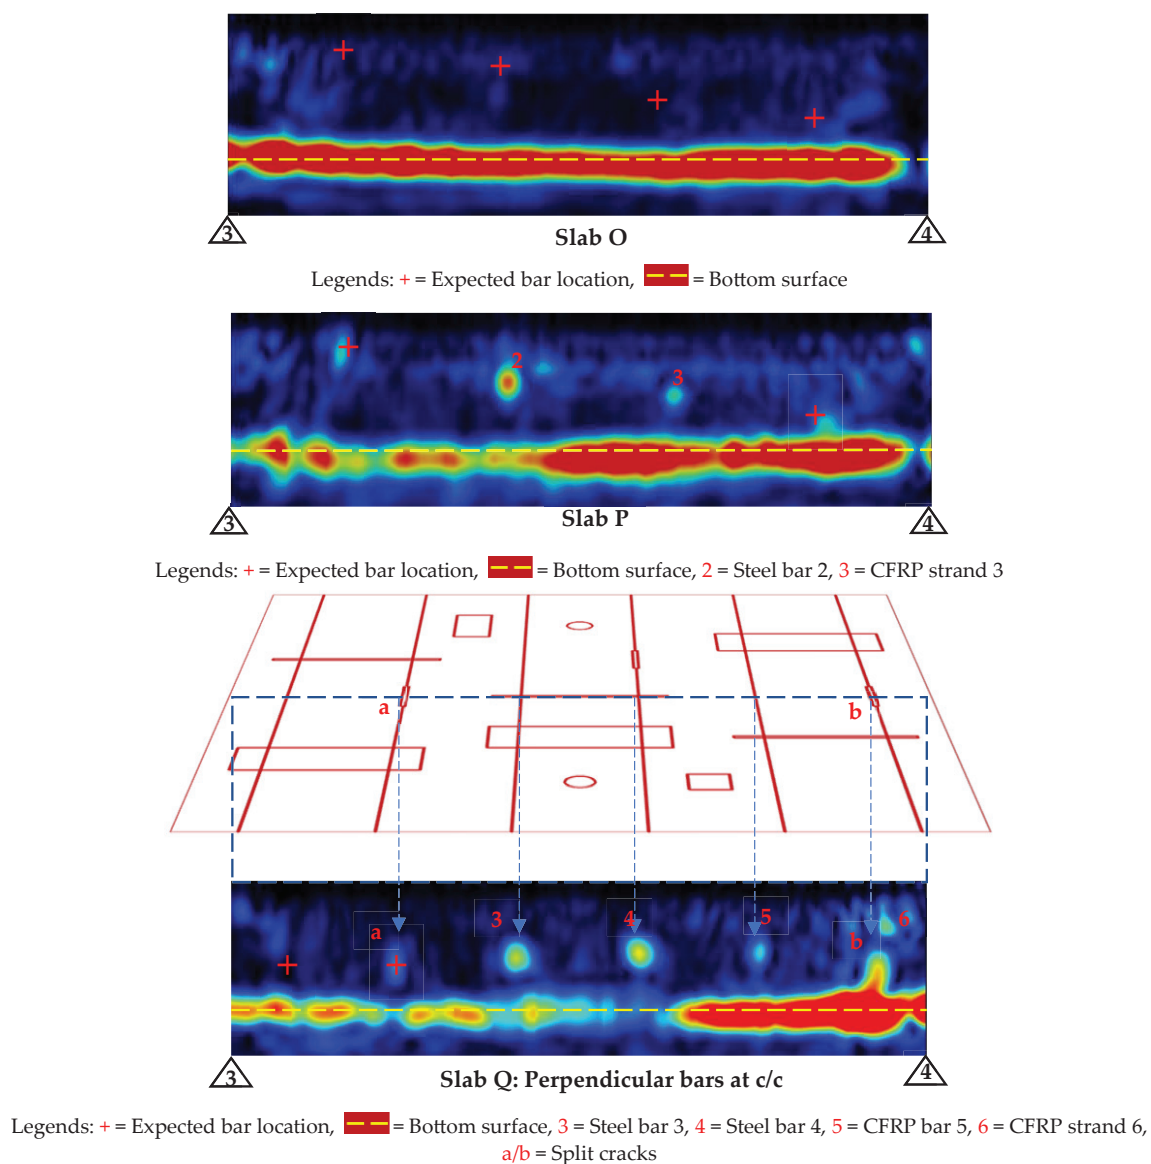 3
4
Slab O
Legends: + = Expected bar location, = Bottom surface
2
3
3
4
Slab P
Legends: + = Expected bar location, = Bottom surface, 2 = Steel bar 2, 3 = CFRP strand 3
a
b
a
3
4
5
b
6
3
4
Slab Q: Perpendicular bars at c/c
Legends: + = Expected bar location, = Bottom surface, 3 = Steel bar 3, 4 = Steel bar 4, 5 = CFRP bar 5, 6 = CFRP strand 6,
a/b = Split cracks